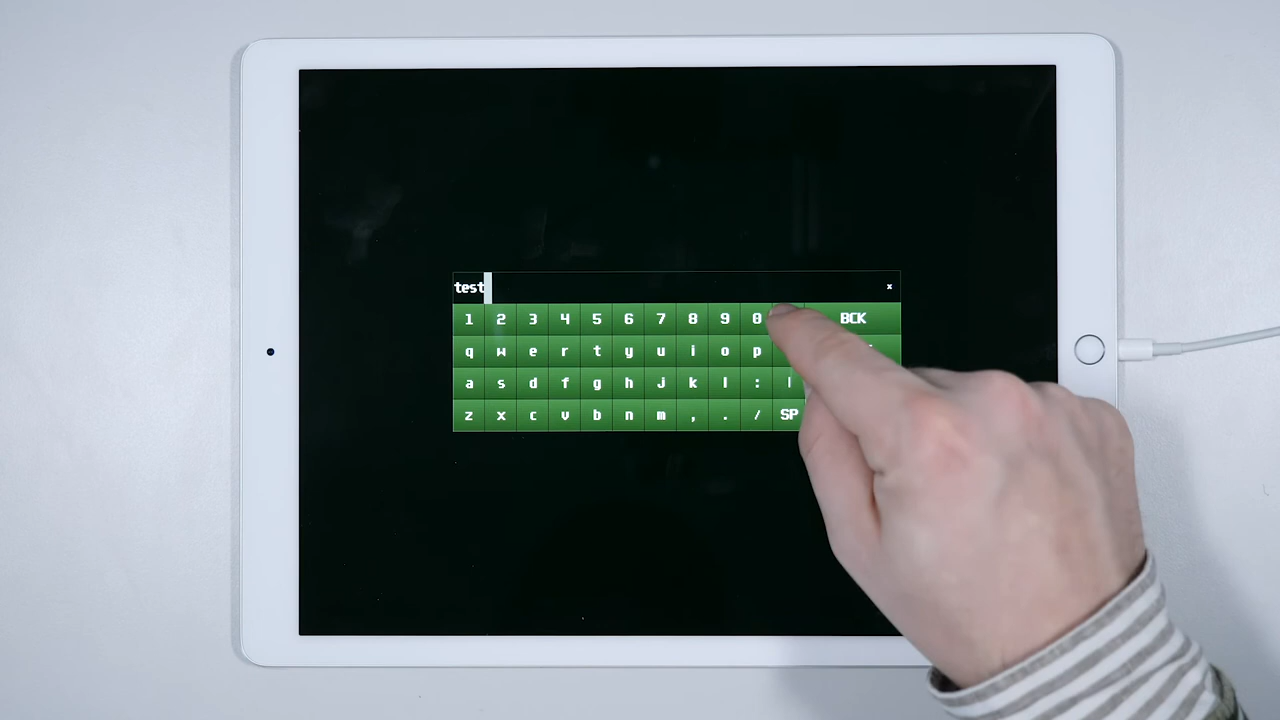 test x
1 2 3 4 5 6 7 8 9 0 BCK
q w e r t y u i o p
a s d f g h j k l : |
z x c v b n m , . / SP